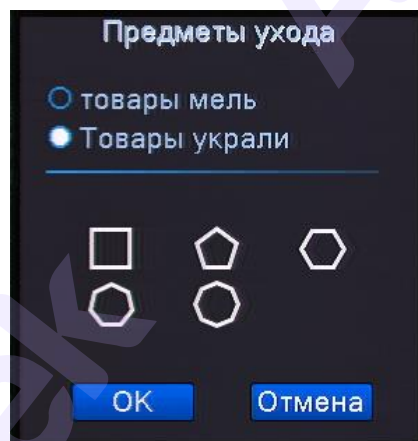 Предметы ухода
товары мель
Товары украли
OK
Отмена